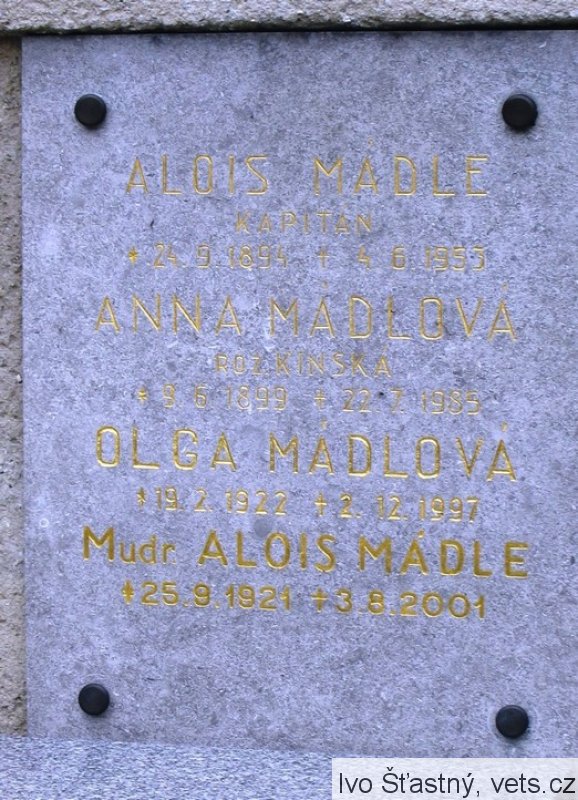 ALOIS MÁDLE
KAPITÁN
* 24.9.1894 † 4.6.1955
ANNA MÁDLOVÁ
ROZ. KÍNSKÁ
* 9.6.1899 † 22.7.1985
OLGA MÁDLOVÁ
* 19.2.1922 † 2.12.1997
Mudr. ALOIS MÁDLE
* 25.9.1921 † 3.8.2001
Ivo Šťastný, vets.cz